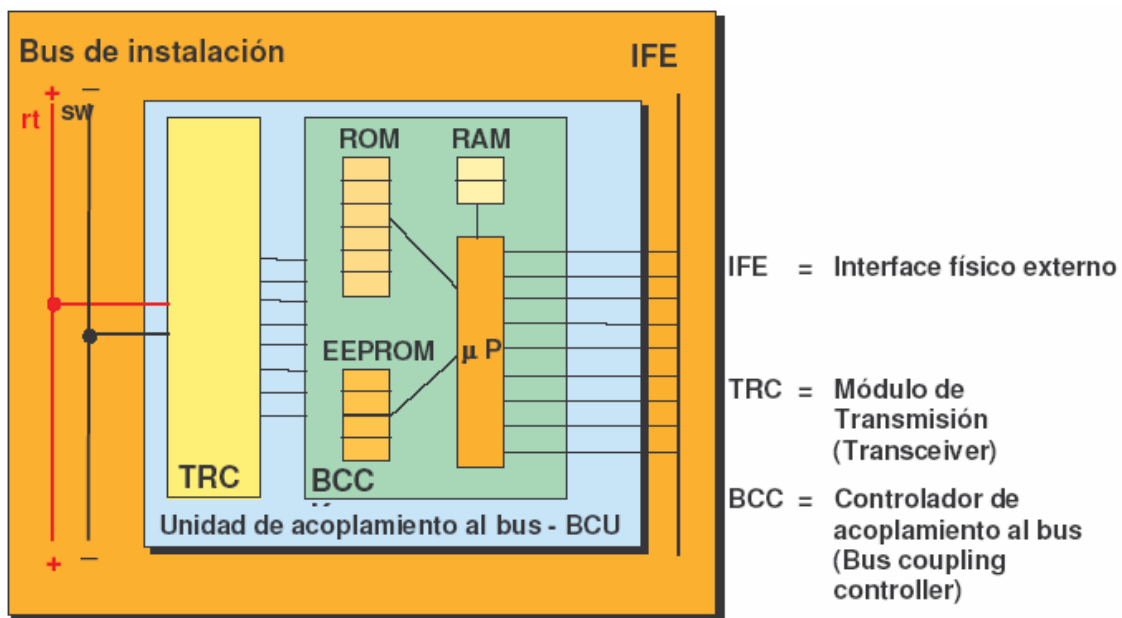 Bus de instalación
IFE
+ –
rt
sw
ROM
RAM
EEPROM
μ P
TRC
BCC
Unidad de acoplamiento al bus - BCU
+ –
IFE = Interface físico externo
TRC = Módulo de
Transmisión
(Transceiver)
BCC = Controlador de
acoplamiento al bus
(Bus coupling
controller)